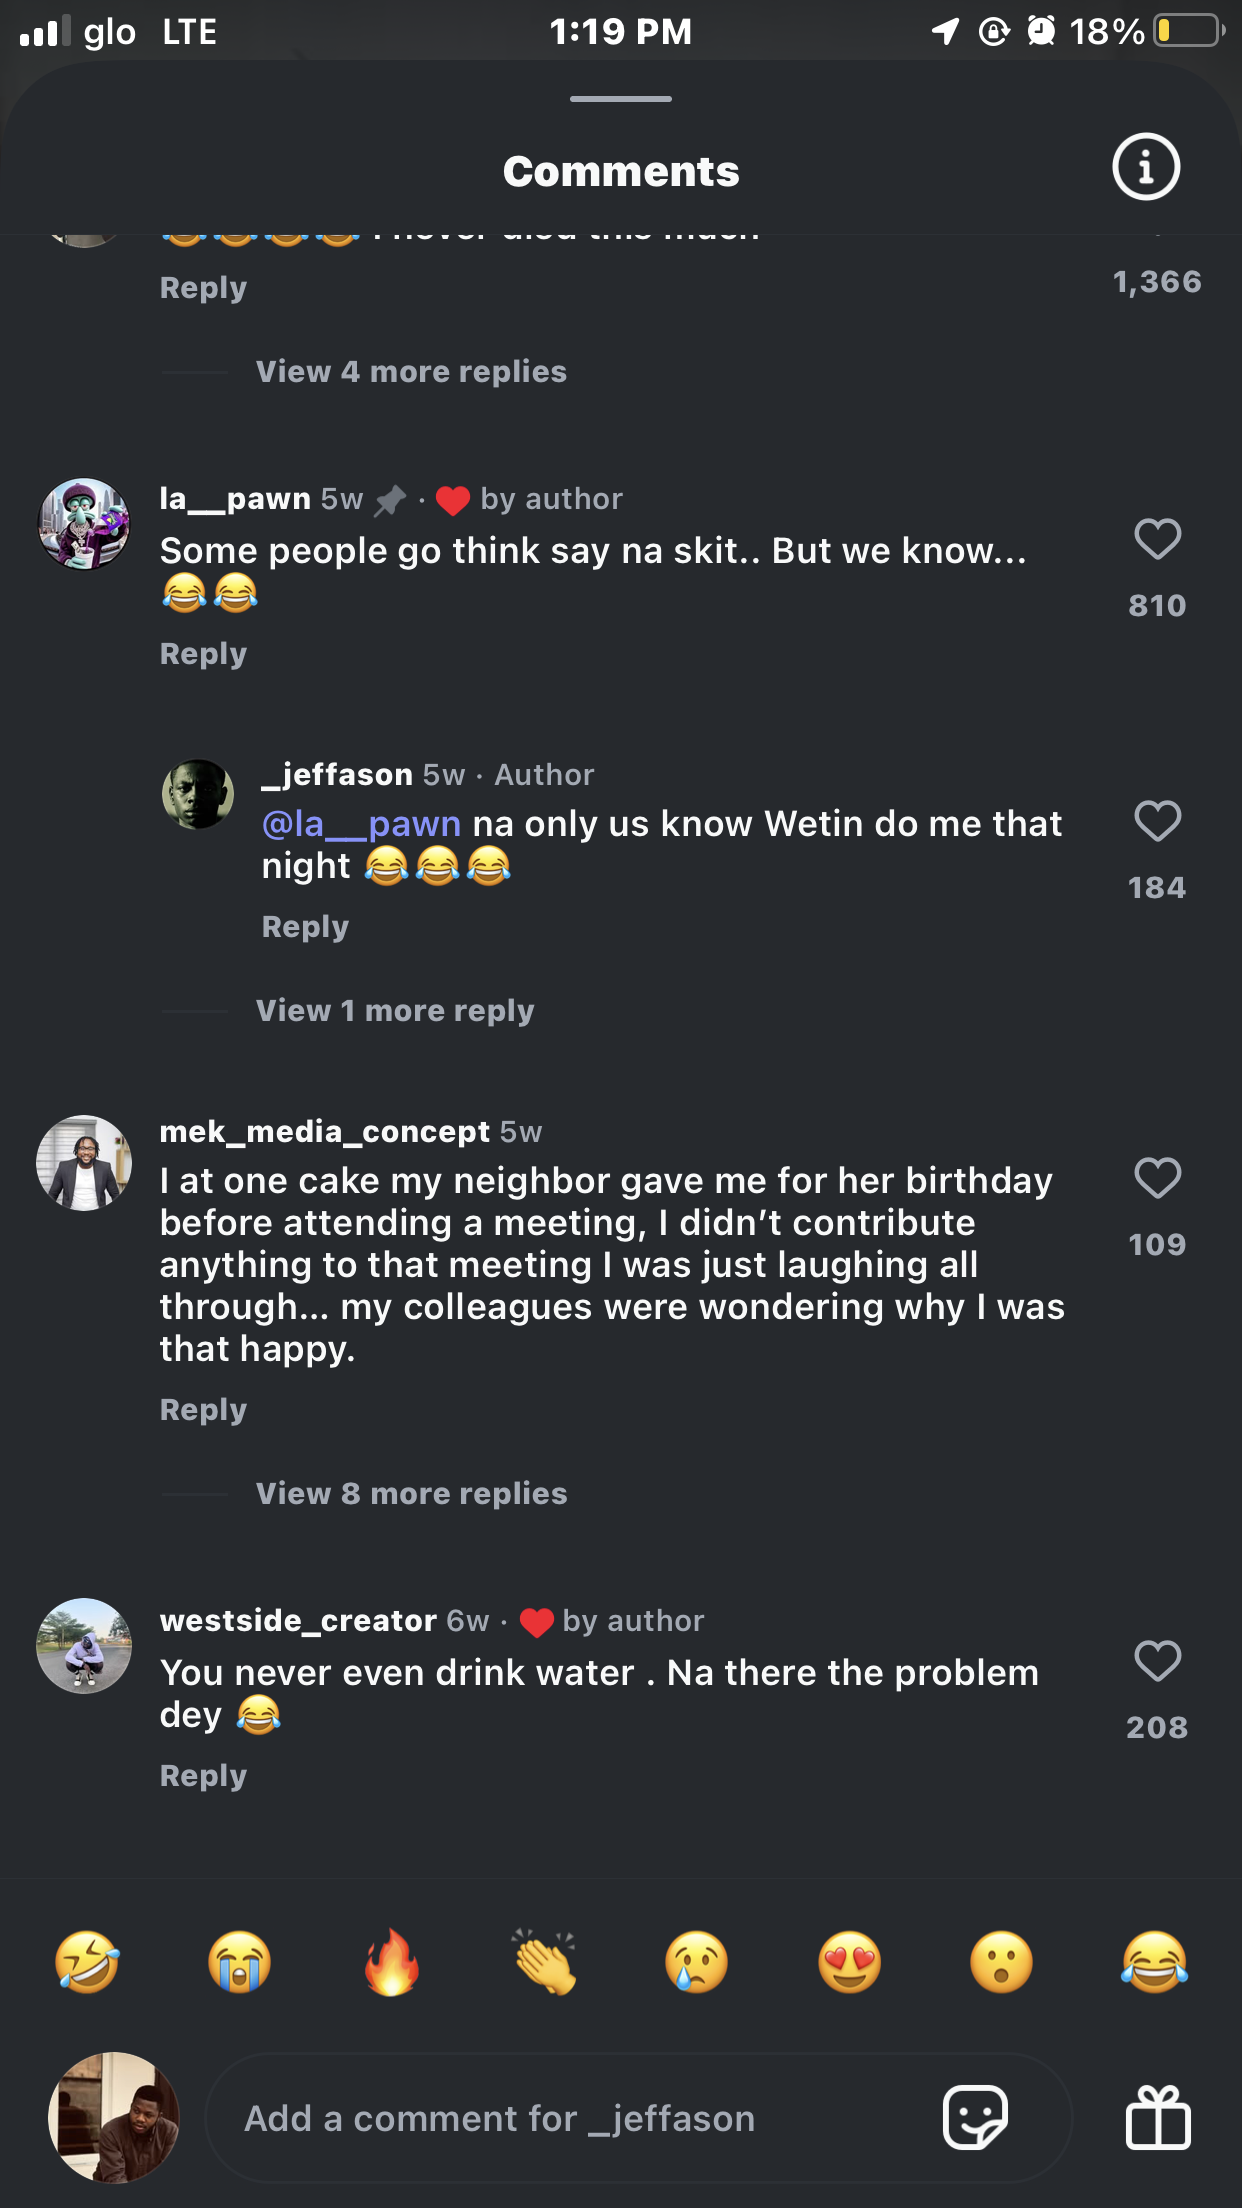 glo LTE 1:19 PM 18%
Comments
😂😂😂😂 I never died this much
Reply
1,366
View 4 more replies
la__pawn 5w 📌 · ❤️ by author
Some people go think say na skit.. But we know...
😂😂
810
Reply
_jeffason 5w · Author
@la__pawn na only us know Wetin do me that
night 😂😂😂
184
Reply
View 1 more reply
mek_media_concept 5w
I at one cake my neighbor gave me for her birthday
before attending a meeting, I didn’t contribute
anything to that meeting I was just laughing all
through... my colleagues were wondering why I was
that happy.
109
Reply
View 8 more replies
westside_creator 6w · ❤️ by author
You never even drink water . Na there the problem
dey 😂
208
Reply
🤣 😭 🔥 👏 😢 😍 😮 😂
Add a comment for _jeffason